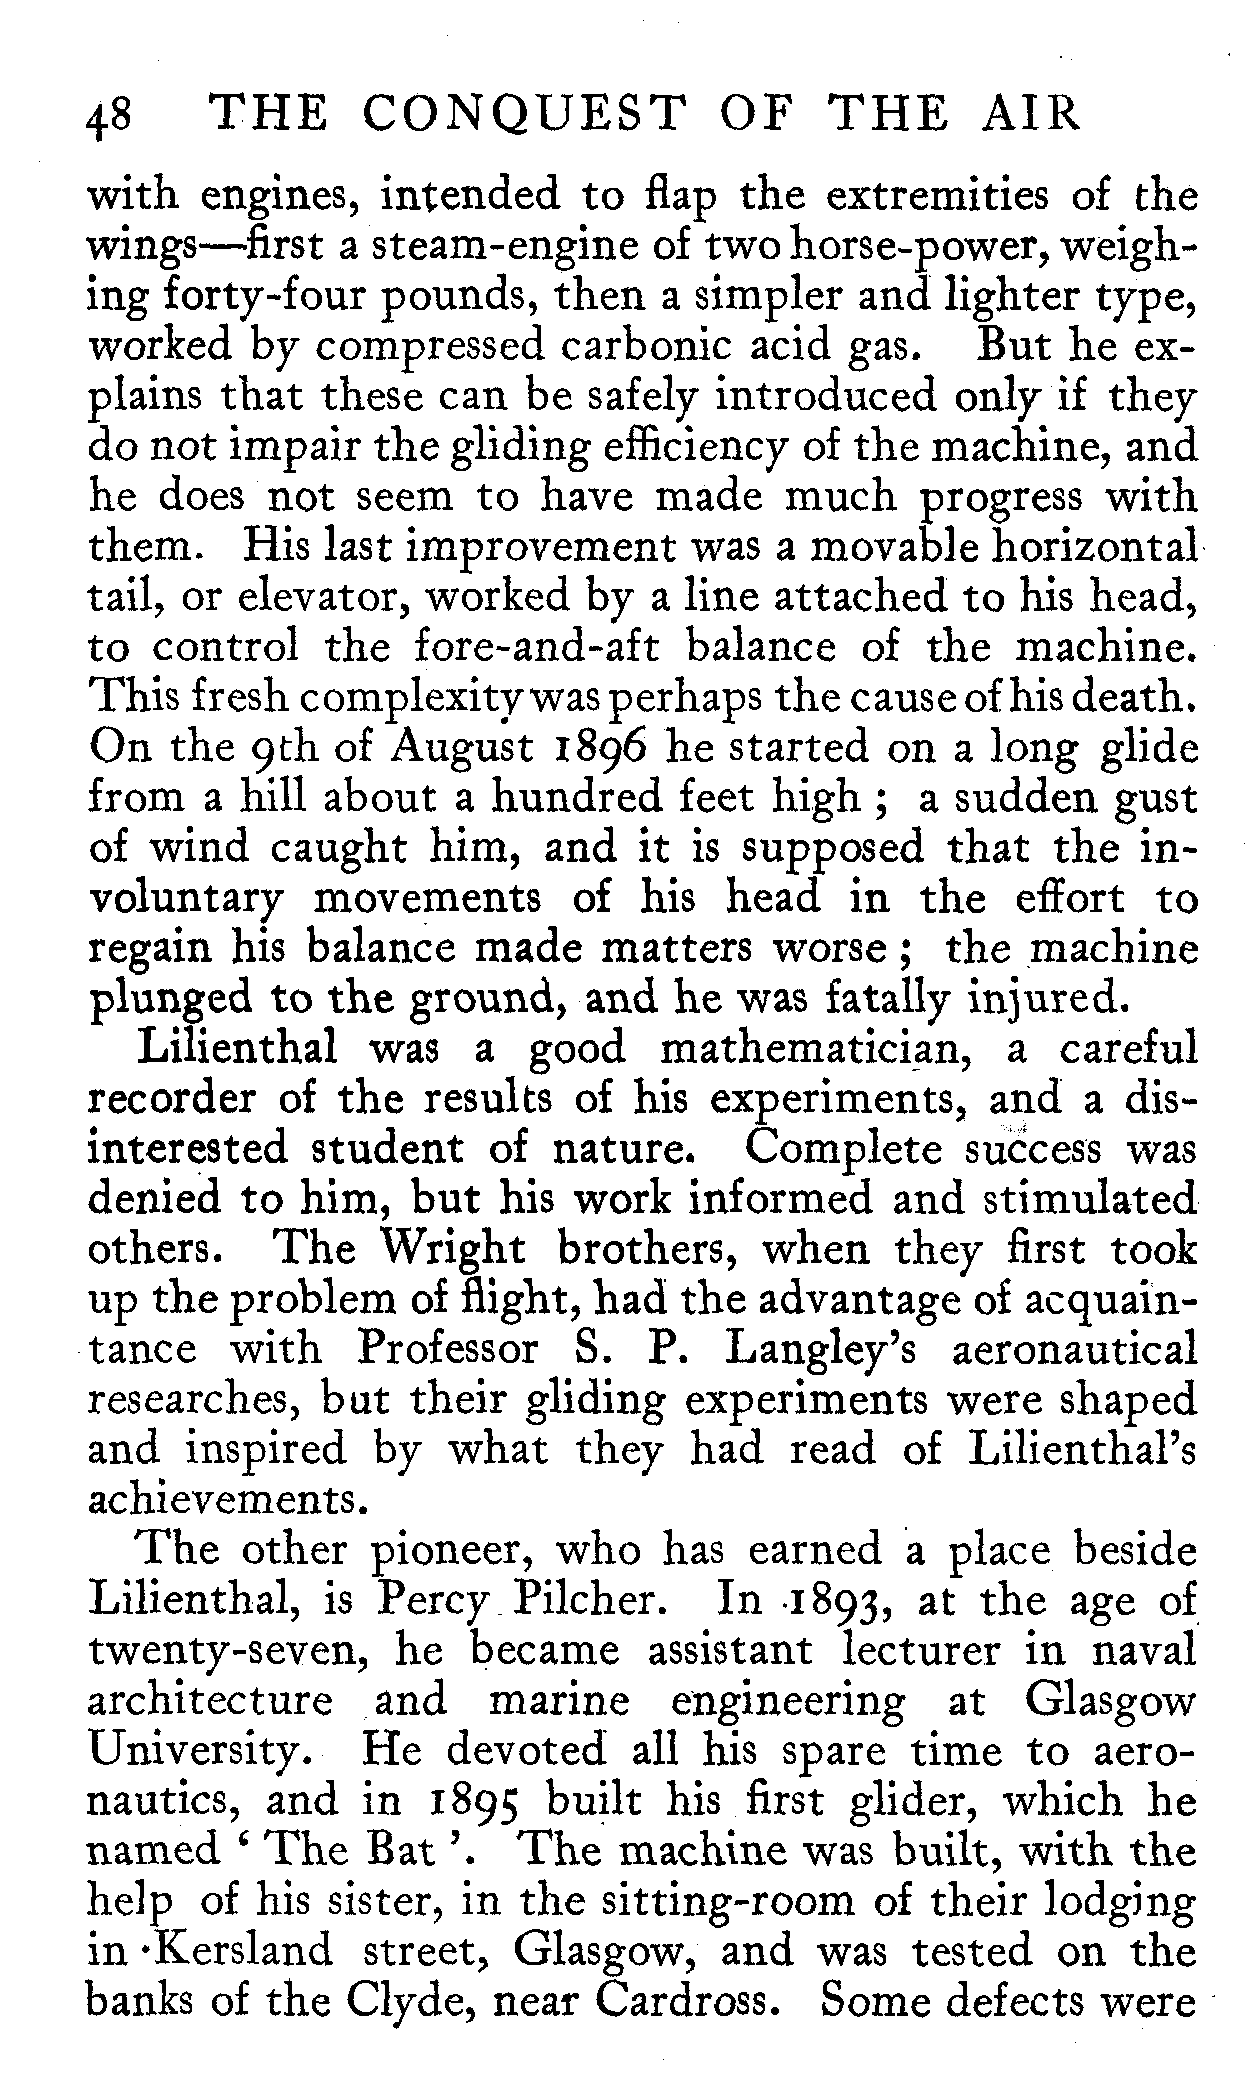 48 THE CONQUEST OF THE AIR
with engines, intended to flap the extremities of the
wings—first a steam-engine of two horse-power, weigh-
ing forty-four pounds, then a simpler and lighter type,
worked by compressed carbonic acid gas. But he ex-
plains that these can be safely introduced only if they
do not impair the gliding efficiency of the machine, and
he does not seem to have made much progress with
them. His last improvement was a movable horizontal
tail, or elevator, worked by a line attached to his head,
to control the fore-and-aft balance of the machine.
This fresh complexity was perhaps the cause of his death.
On the 9th of August 1896 he started on a long glide
from a hill about a hundred feet high ; a sudden gust
of wind caught him, and it is supposed that the in-
voluntary movements of his head in the effort to
regain his balance made matters worse ; the machine
plunged to the ground, and he was fatally injured.
Lilienthal was a good mathematician, a careful
recorder of the results of his experiments, and a dis-
interested student of nature. Complete success was
denied to him, but his work informed and stimulated
others. The Wright brothers, when they first took
up the problem of flight, had the advantage of acquain-
tance with Professor S. P. Langley's aeronautical
researches, but their gliding experiments were shaped
and inspired by what they had read of Lilienthal's
achievements.
The other pioneer, who has earned a place beside
Lilienthal, is Percy Pilcher. In 1893, at the age of
twenty-seven, he became assistant lecturer in naval
architecture and marine engineering at Glasgow
University. He devoted all his spare time to aero-
nautics, and in 1895 built his first glider, which he
named ‘ The Bat ’. The machine was built, with the
help of his sister, in the sitting-room of their lodging
in Kersland street, Glasgow, and was tested on the
banks of the Clyde, near Cardross. Some defects were